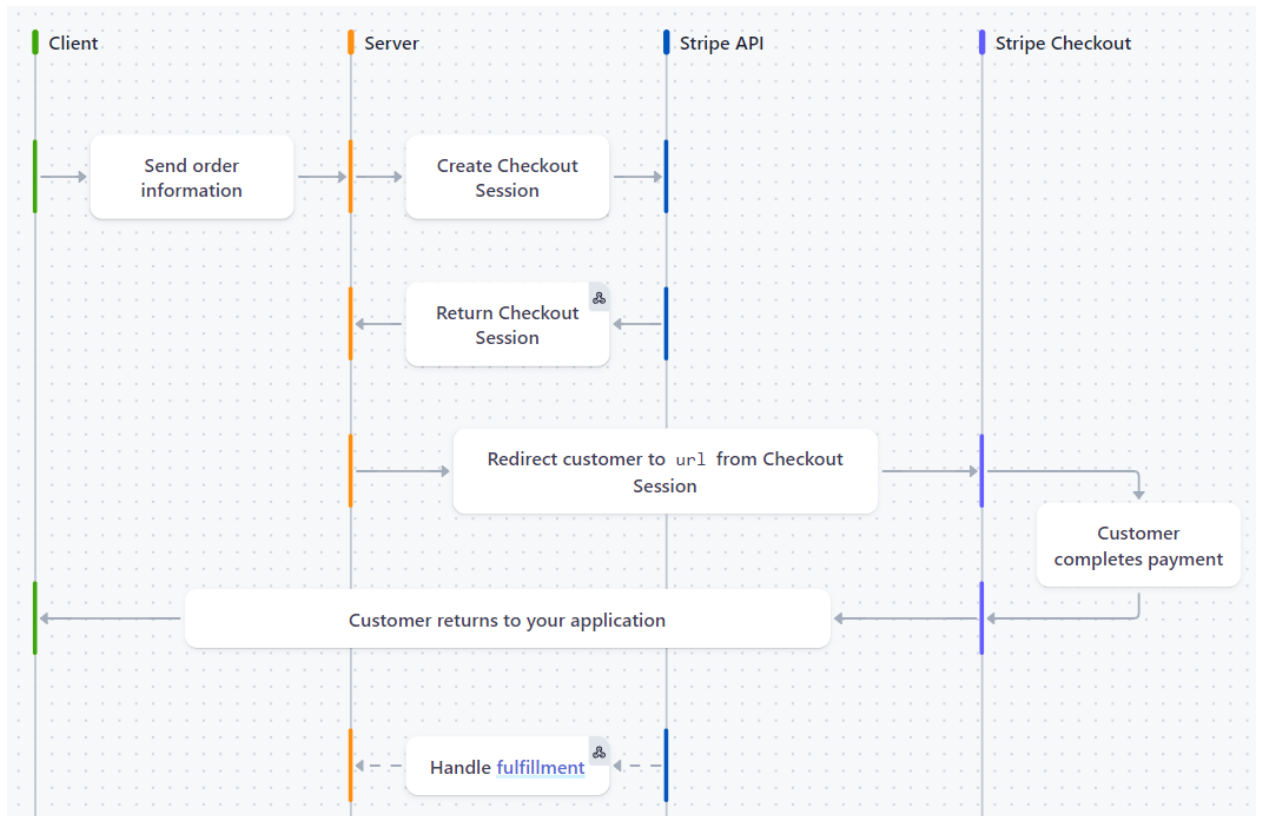 Client
Server
Stripe API
Stripe Checkout
Send order
information
Create Checkout
Session
Return Checkout
Session
Redirect customer to url from Checkout
Session
Customer
completes payment
Customer returns to your application
Handle fulfillment